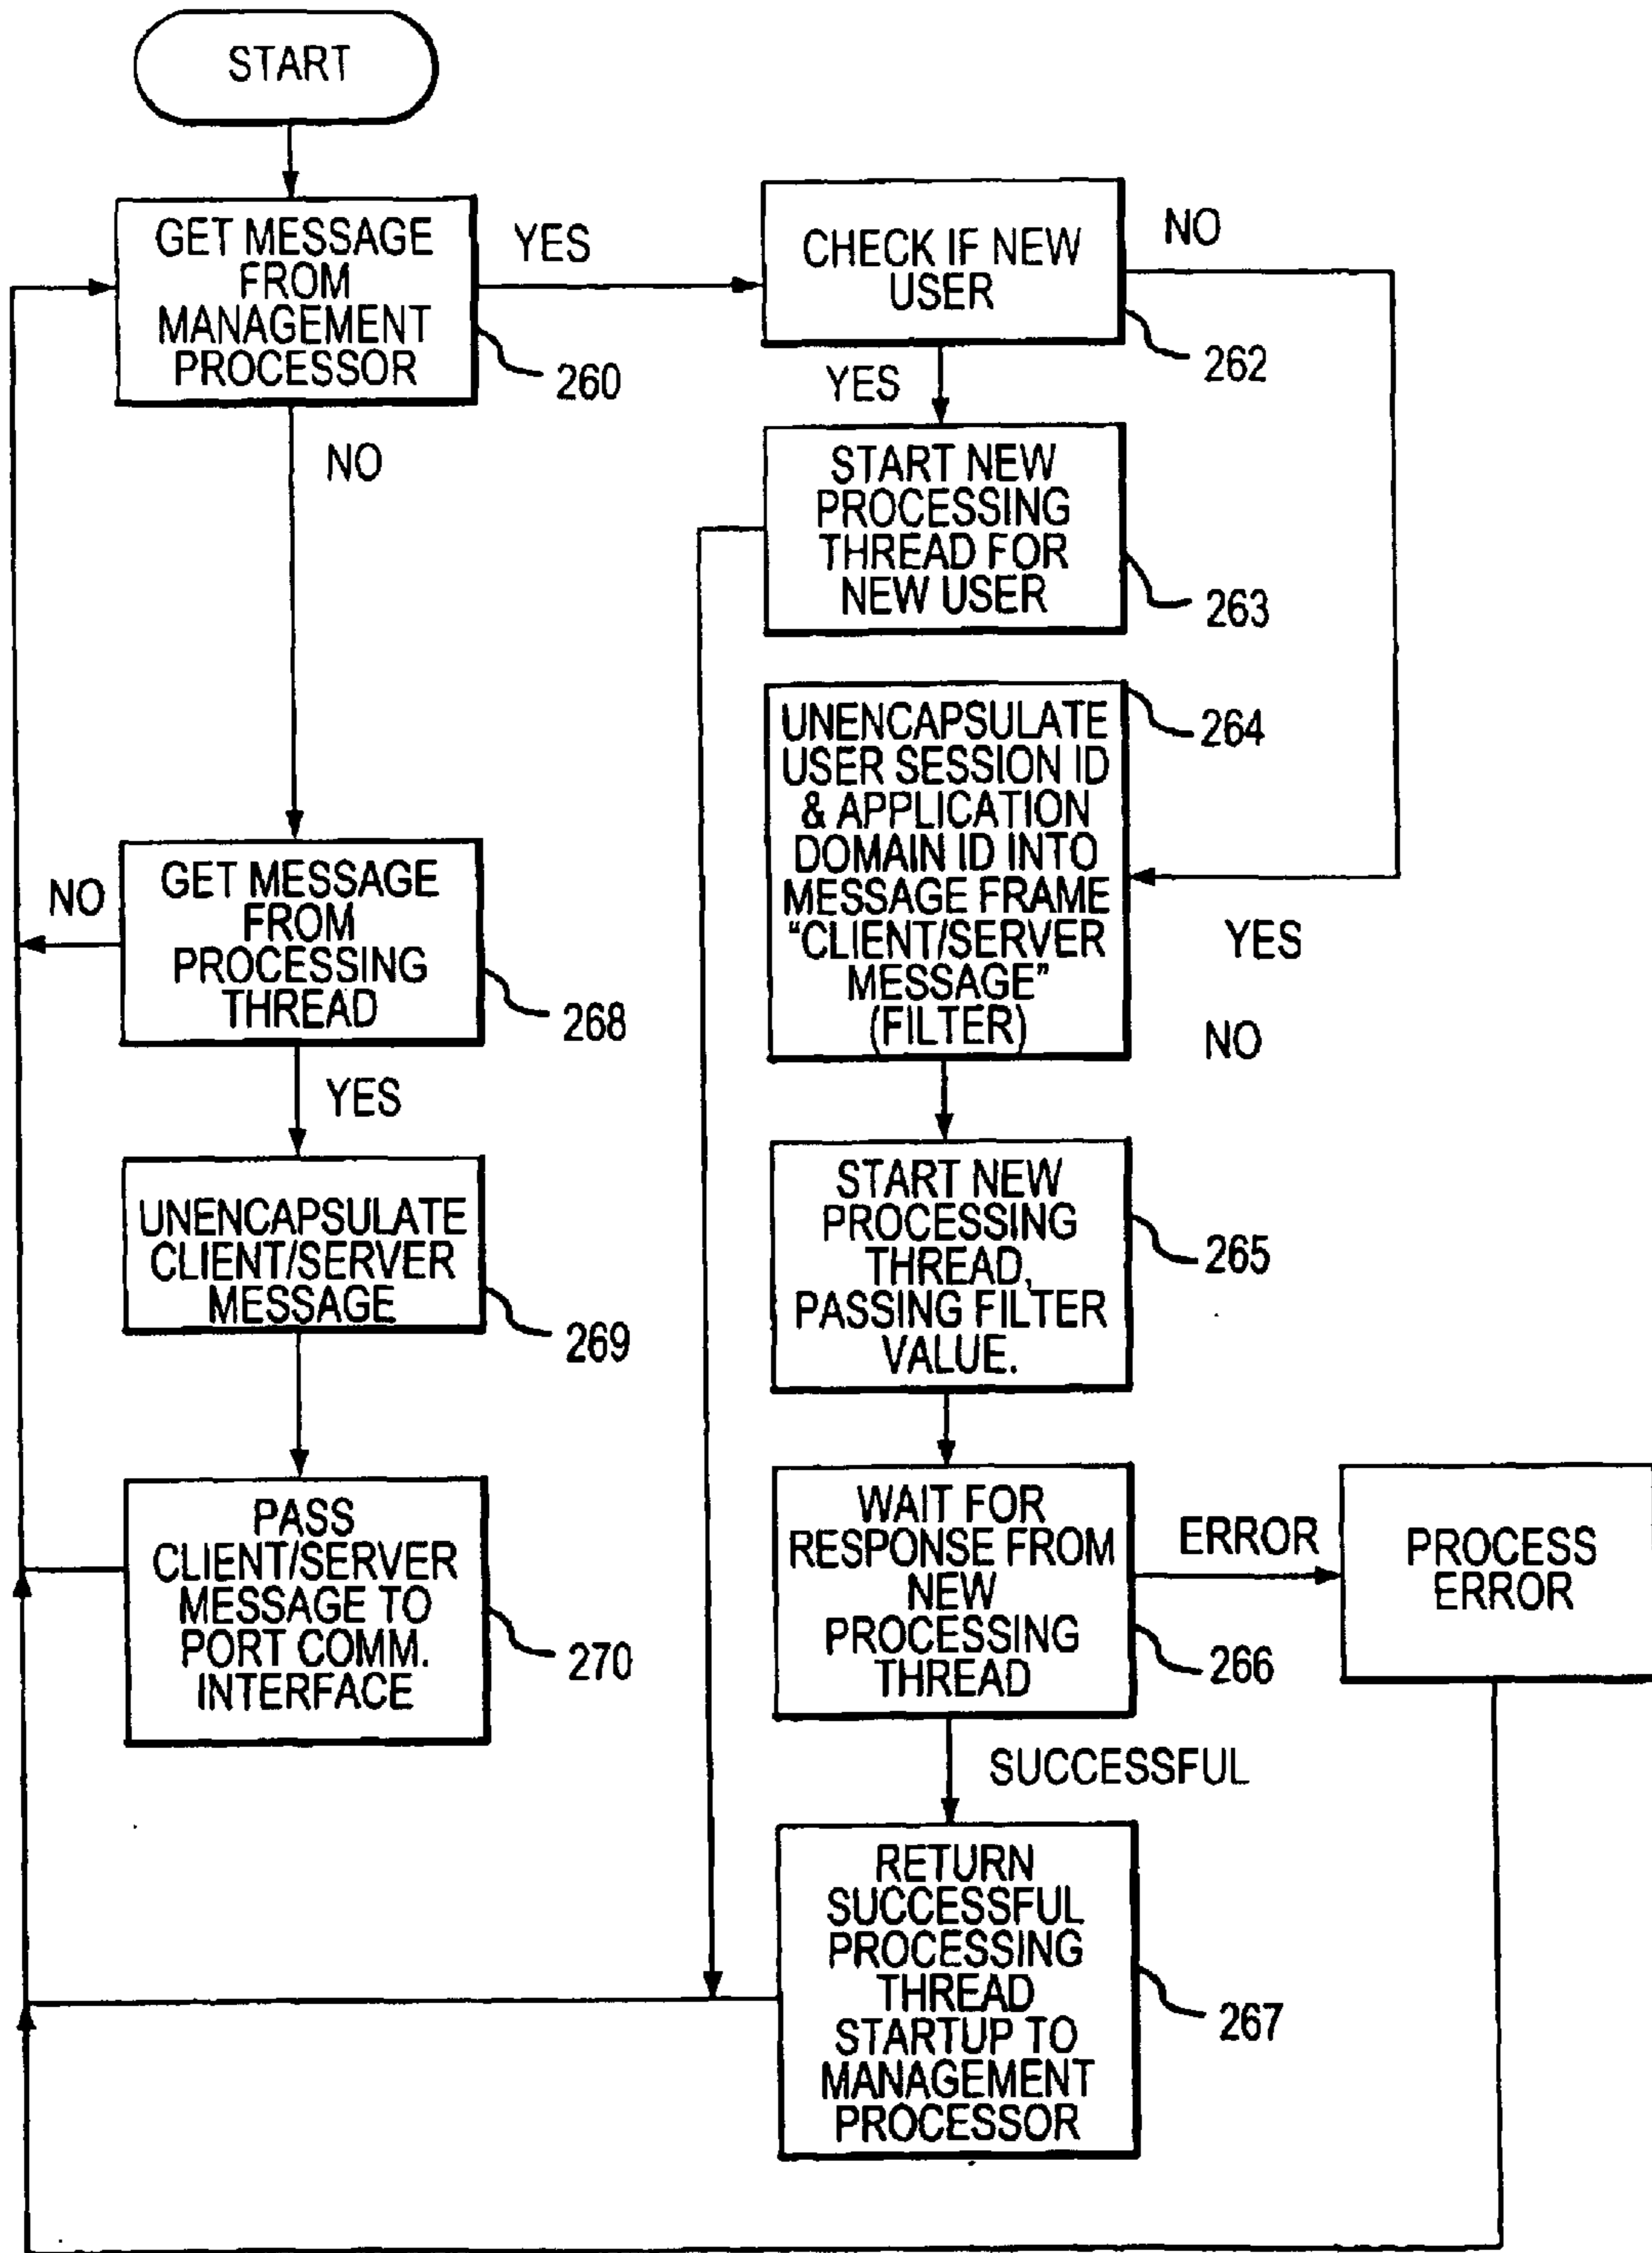 START
GET MESSAGE
FROM
MANAGEMENT
PROCESSOR
260
YES
NO
CHECK IF NEW
USER
262
NO
YES
START NEW
PROCESSING
THREAD FOR
NEW USER
263
UNENCAPSULATE
USER SESSION ID
& APPLICATION
DOMAIN ID INTO
MESSAGE FRAME
"CLIENT/SERVER
MESSAGE"
(FILTER)
264
YES
NO
GET MESSAGE
FROM
PROCESSING
THREAD
268
NO
YES
UNENCAPSULATE
CLIENT/SERVER
MESSAGE
269
START NEW
PROCESSING
THREAD,
PASSING FILTER
VALUE.
265
PASS
CLIENT/SERVER
MESSAGE TO
PORT COMM.
INTERFACE
270
WAIT FOR
RESPONSE FROM
NEW
PROCESSING
THREAD
266
ERROR
PROCESS
ERROR
SUCCESSFUL
RETURN
SUCCESSFUL
PROCESSING
THREAD
STARTUP TO
MANAGEMENT
PROCESSOR
267